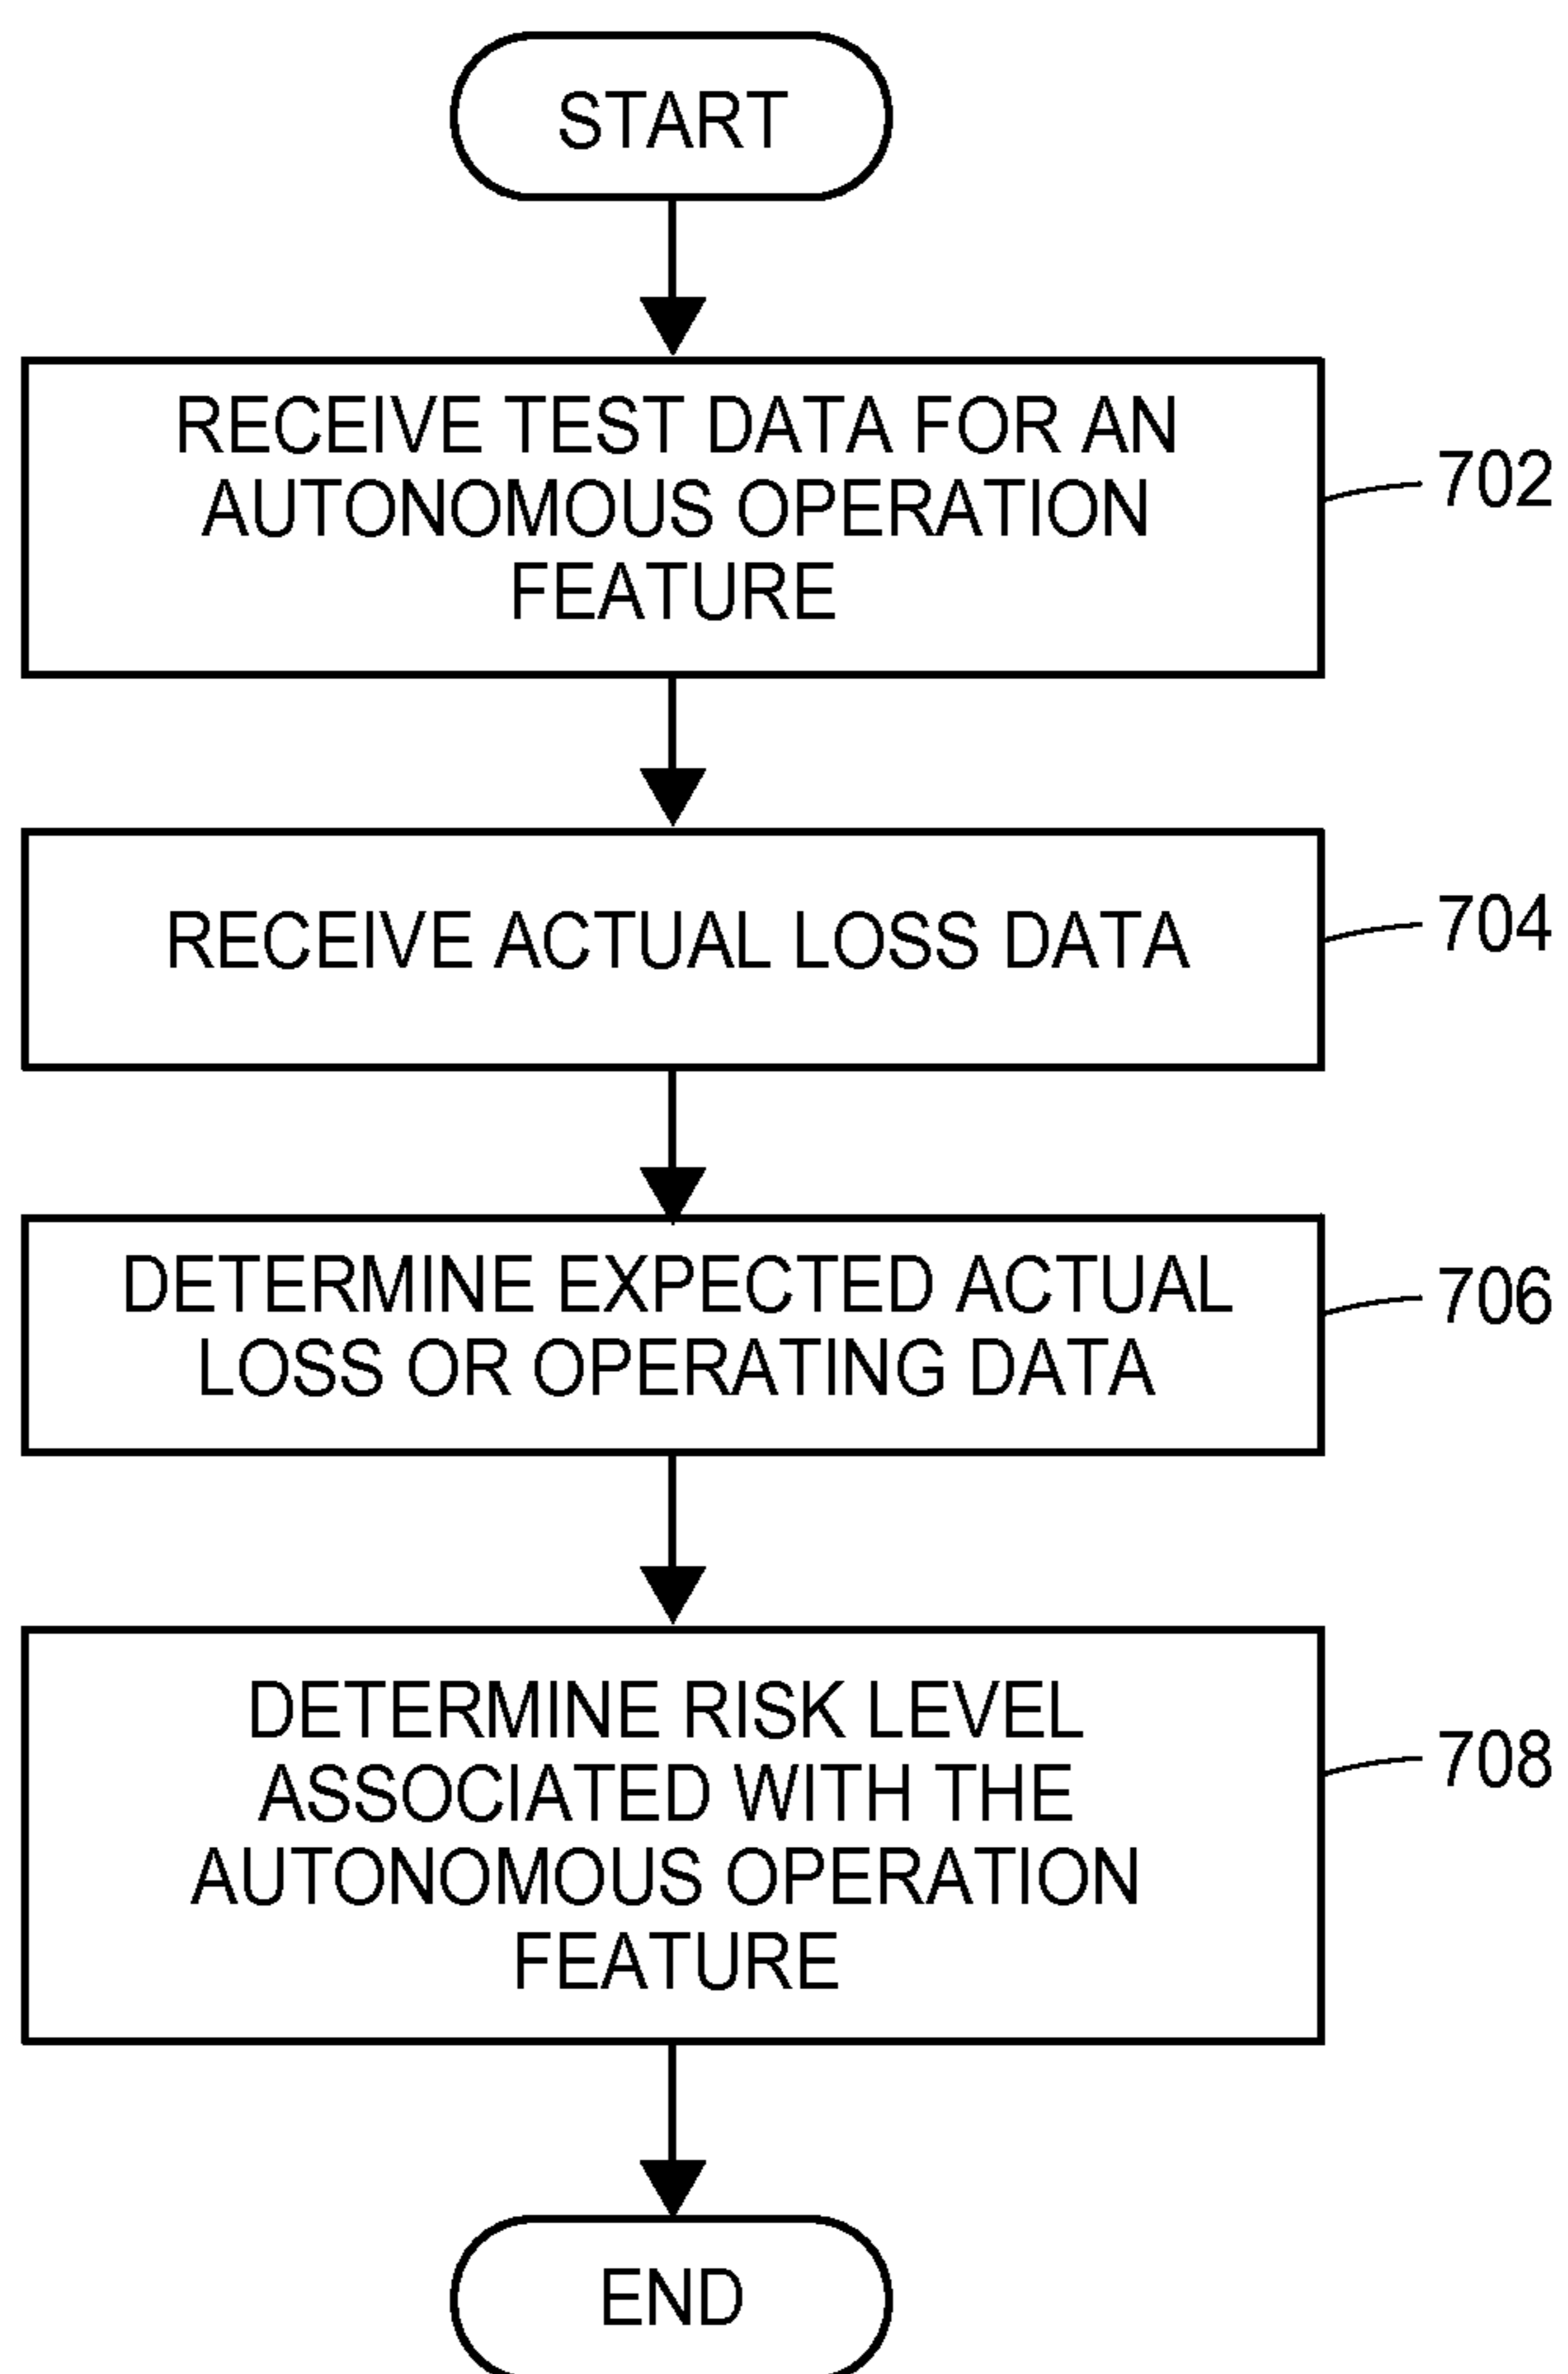 START
RECEIVE TEST DATA FOR AN
AUTONOMOUS OPERATION
FEATURE
702
RECEIVE ACTUAL LOSS DATA
704
DETERMINE EXPECTED ACTUAL
LOSS OR OPERATING DATA
706
DETERMINE RISK LEVEL
ASSOCIATED WITH THE
AUTONOMOUS OPERATION
FEATURE
708
END